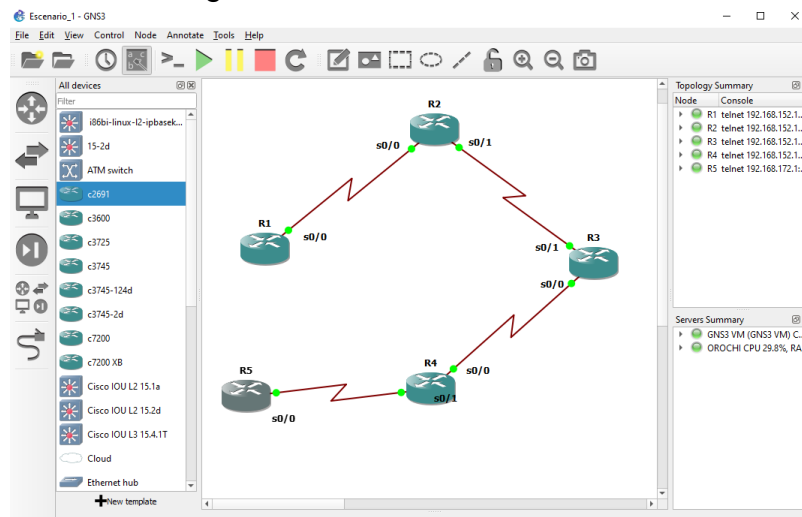 Escenario_1 - GNS3
File Edit View Control Node Annotate Tools Help
All devices
Filter
i86bi-linux-l2-ipbasek...
15-2d
ATM switch
c2691
c3600
c3725
c3745
c3745-124d
c3745-2d
c7200
c7200 XB
Cisco IOU L2 15.1a
Cisco IOU L2 15.2d
Cisco IOU L3 15.4.1T
Cloud
Ethernet hub
New template
R2
s0/0
s0/1
R1
s0/0
R3
s0/1
s0/0
R4
s0/0
s0/1
R5
s0/0
Topology Summary
Node Console
R1 telnet 192.168.152.1...
R2 telnet 192.168.152.1...
R3 telnet 192.168.152.1...
R4 telnet 192.168.152.1...
R5 telnet 192.168.172.1:...
Servers Summary
GNS3 VM (GNS3 VM) C...
OROCHI CPU 29.8%, RA